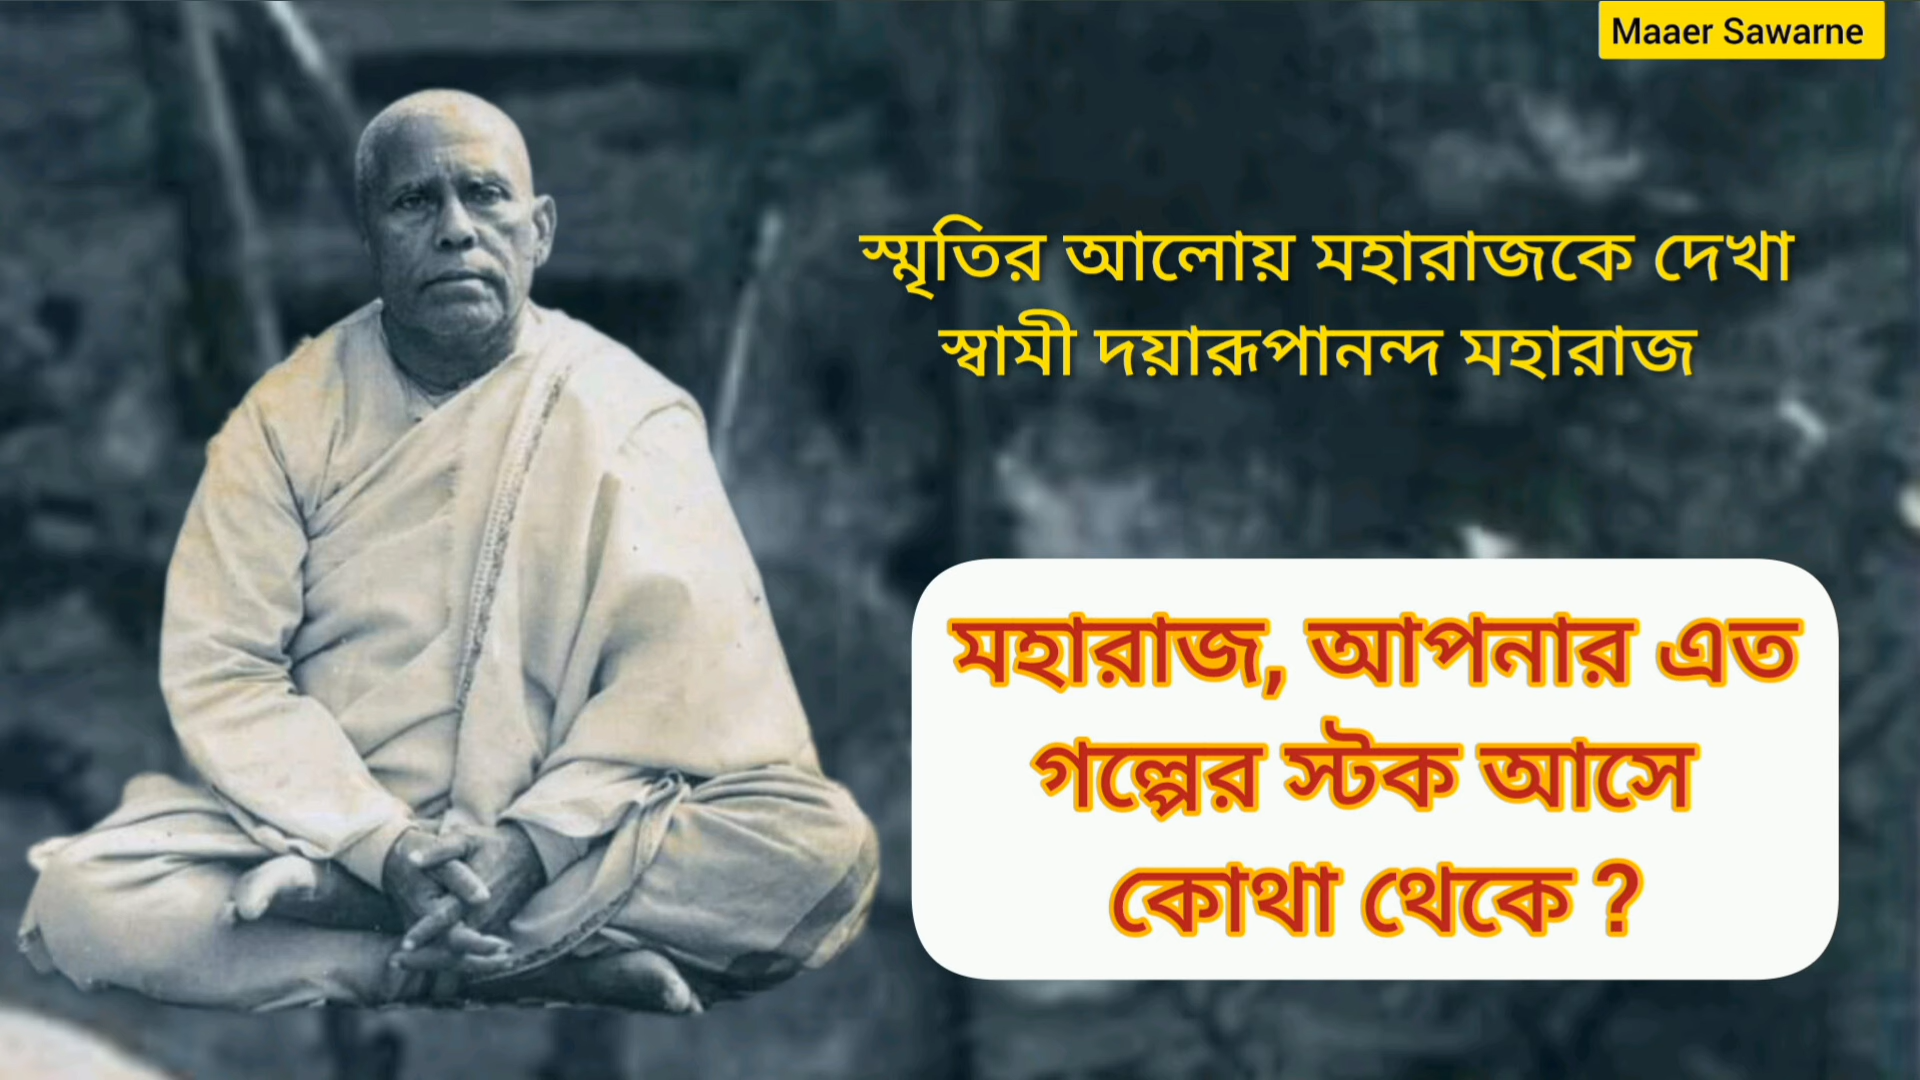 Maaer Sawarne
স্মৃতির আলোয় মহারাজকে দেখা
স্বামী দয়ারূপানন্দ মহারাজ
মহারাজ, আপনার এত
গল্পের স্টক আসে
কোথা থেকে ?